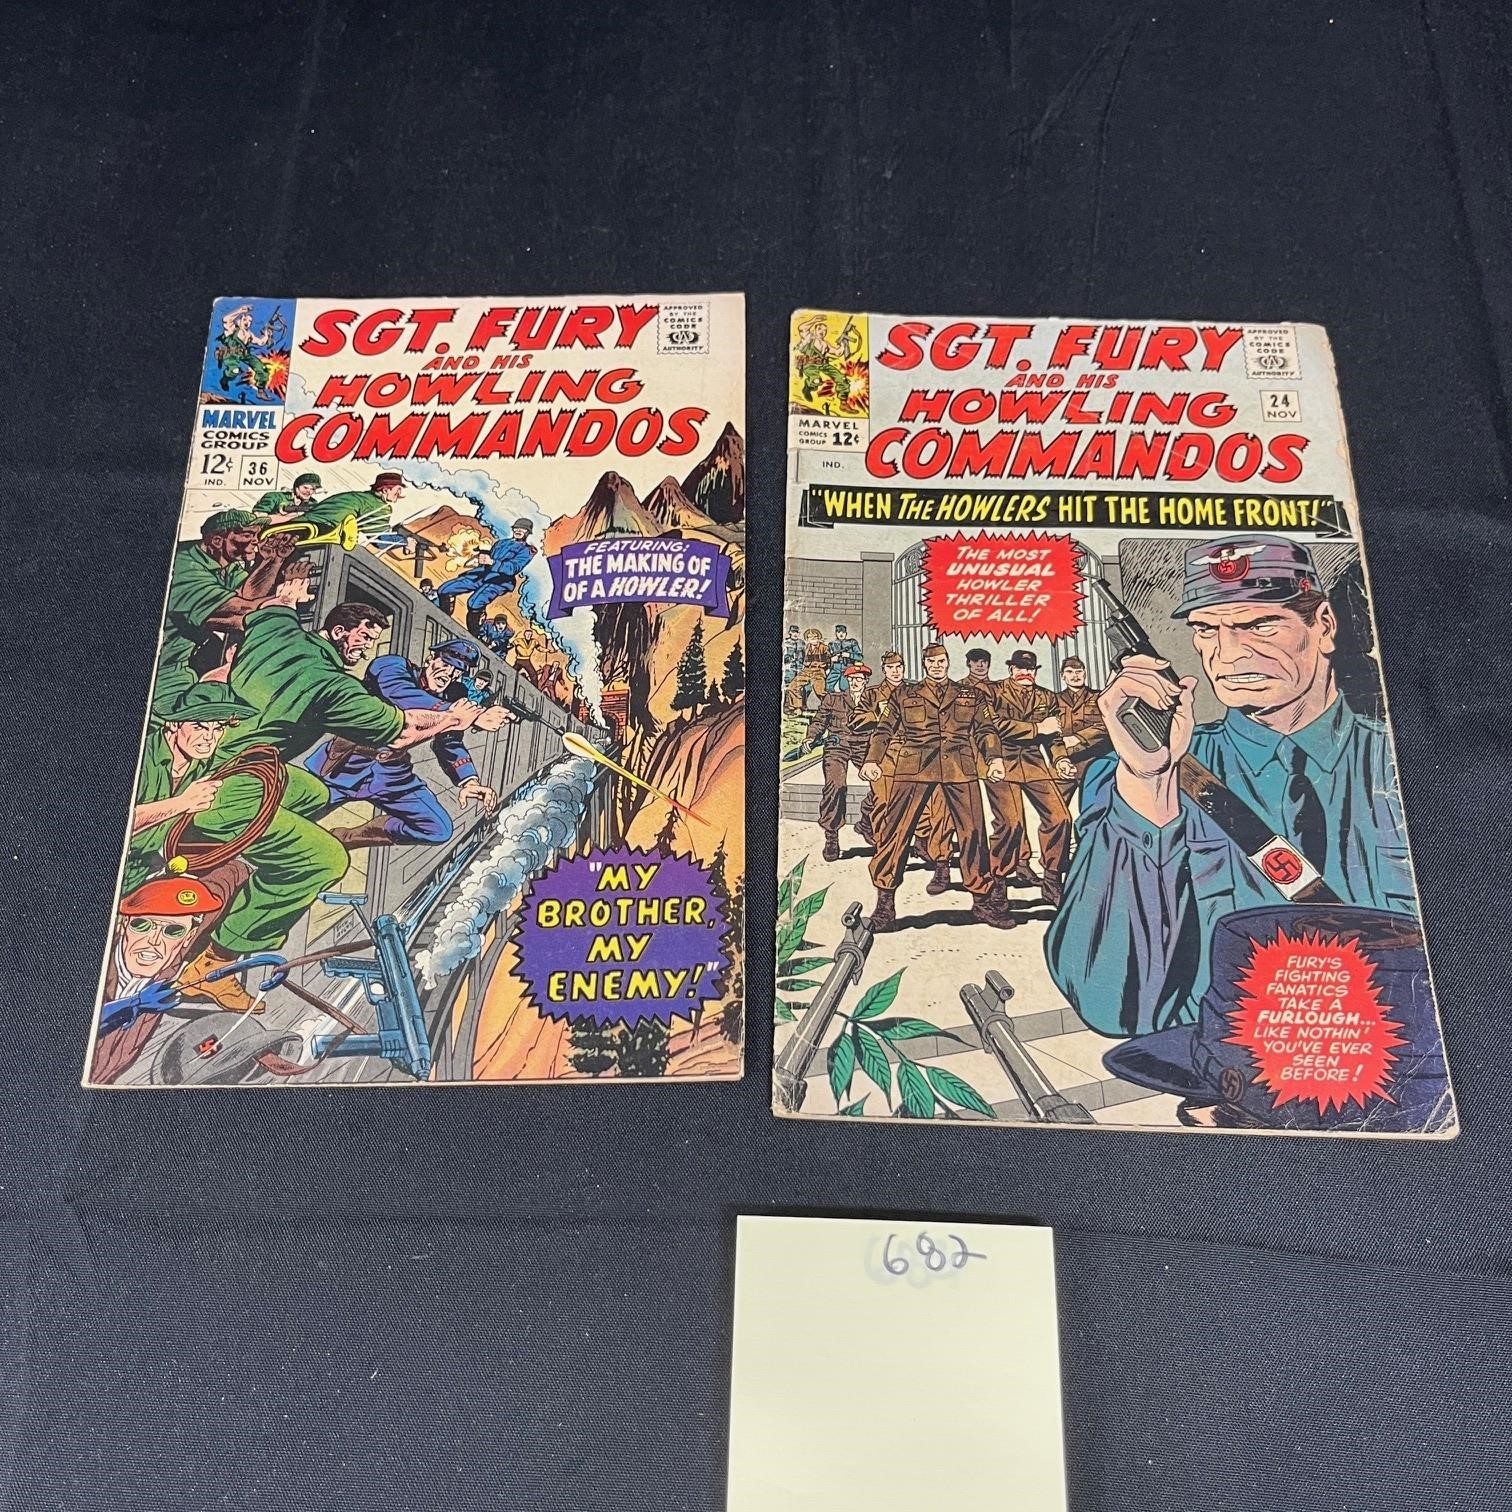 SGT. FURY
AND HIS
HOWLING
COMMANDOS
APPROVED
BY THE
COMICS
CODE
CA
AUTHORITY
MARVEL
COMICS
GROUP
12¢
IND.
36
NOV
FEATURING:
THE MAKING OF
OF A HOWLER!
"MY
BROTHER,
MY
ENEMY!"
SGT. FURY
AND HIS
HOWLING
COMMANDOS
APPROVED
BY THE
COMICS
CODE
CA
AUTHORITY
24
NOV
MARVEL
COMICS
GROUP 12¢
IND.
"WHEN THE HOWLERS HIT THE HOME FRONT!"
THE MOST
UNUSUAL
HOWLER
THRILLER
OF ALL!
FURY'S
FIGHTING
FANATICS
TAKE A
FURLOUGH...
LIKE NOTHIN'
YOU'VE EVER
SEEN
BEFORE!
682